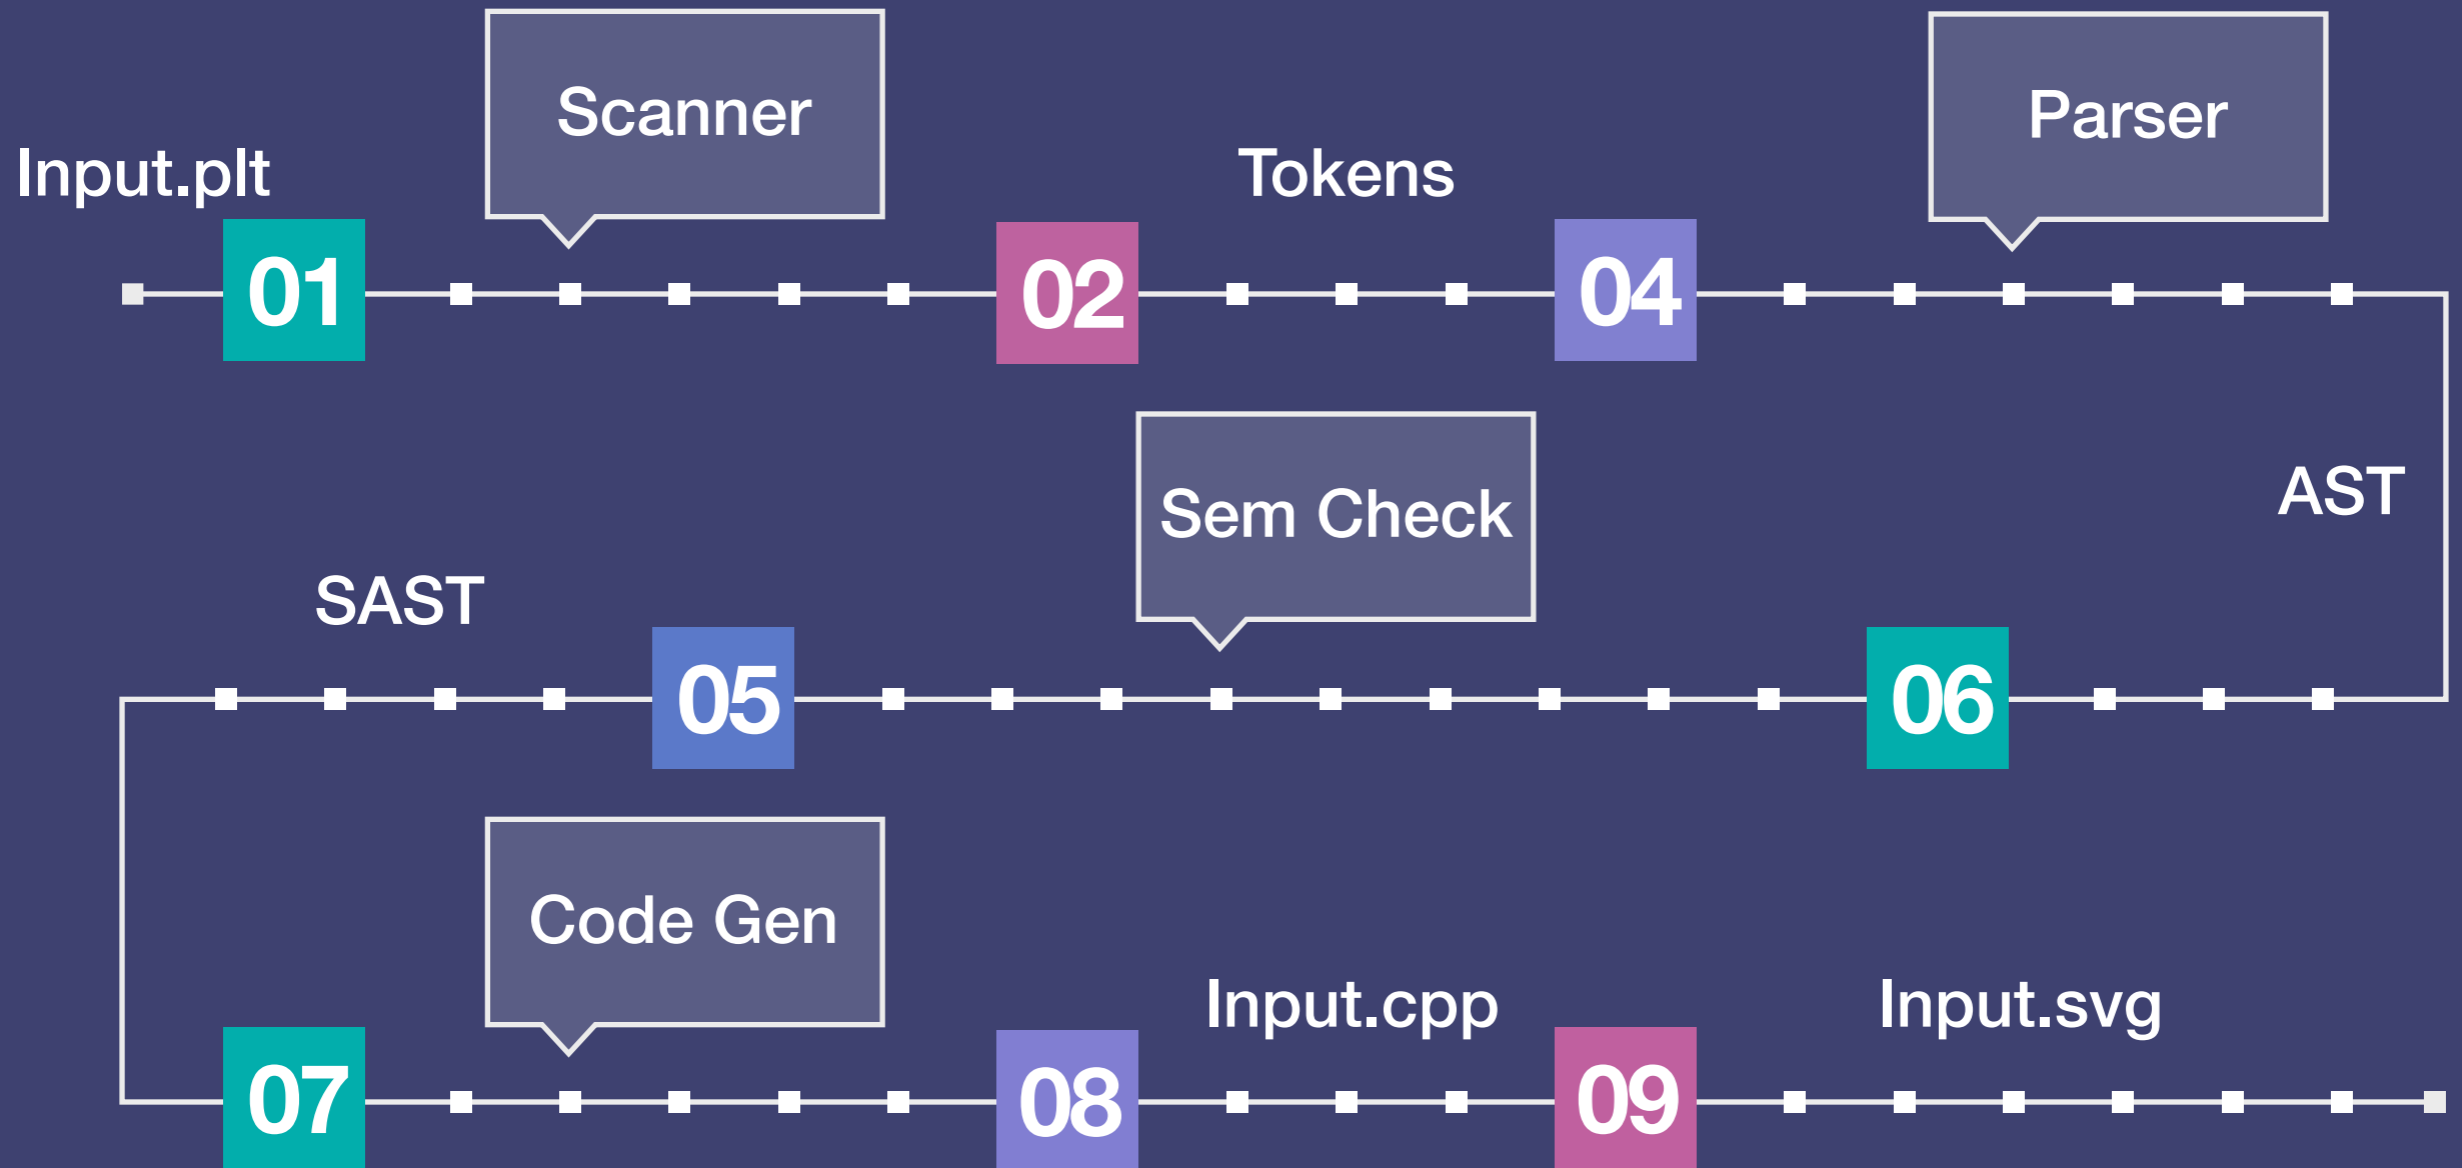 Scanner
Parser
Input.plt
Tokens
01
02
04
AST
Sem Check
SAST
05
06
Code Gen
Input.cpp
Input.svg
07
08
09